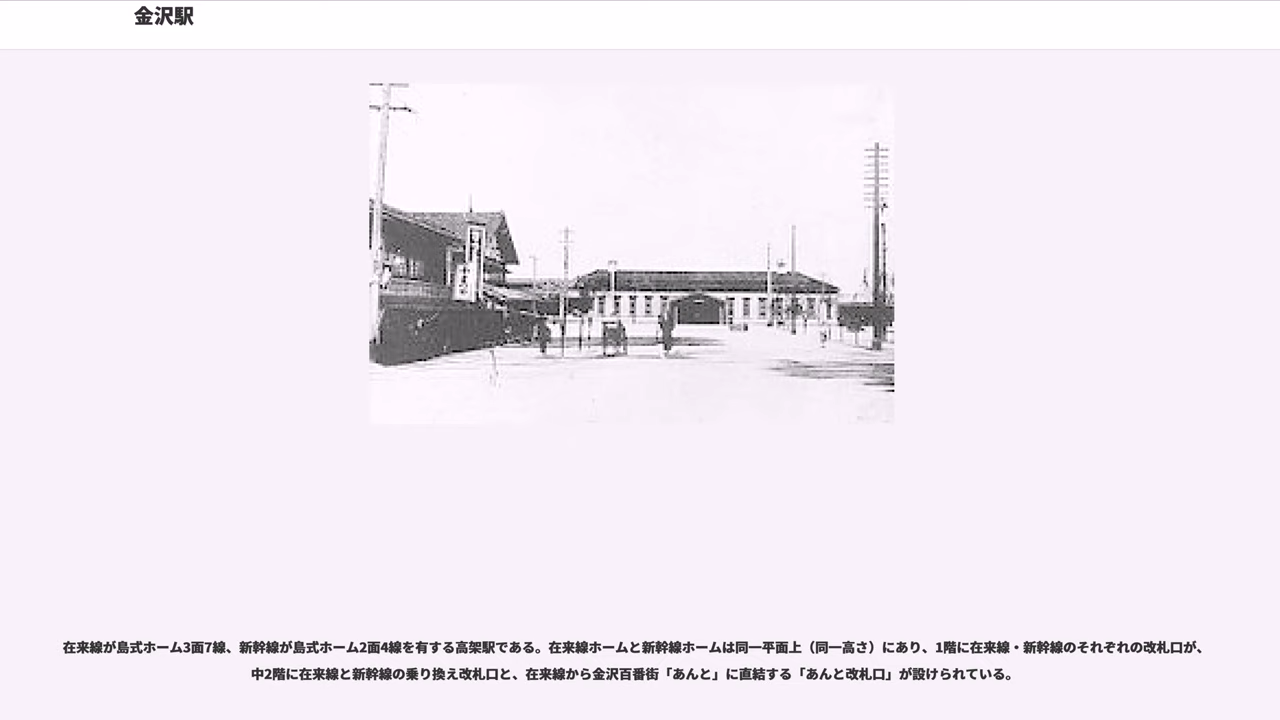 金沢駅
在来線が島式ホーム3面7線、新幹線が島式ホーム2面4線を有する高架駅である。在来線ホームと新幹線ホームは同一平面上（同一高さ）にあり、1階に在来線・新幹線のそれぞれの改札口が、
中2階に在来線と新幹線の乗り換え改札口と、在来線から金沢百番街「あんと」に直結する「あんと改札口」が設けられている。